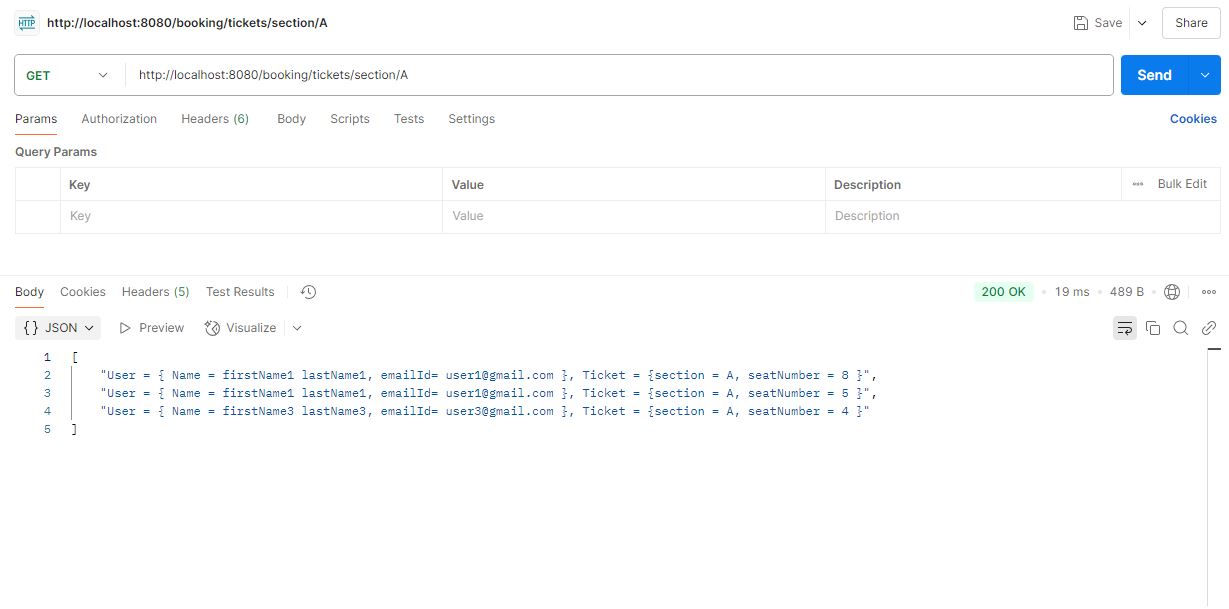 HTTP http://localhost:8080/booking/tickets/section/A Save Share
GET http://localhost:8080/booking/tickets/section/A Send
Params Authorization Headers (6) Body Scripts Tests Settings Cookies
Query Params
Key Value Description Bulk Edit
Key Value Description
Body Cookies Headers (5) Test Results 200 OK • 19 ms • 489 B •
{} JSON Preview Visualize
1 [
2 "User = { Name = firstName1 lastName1, emailId= user1@gmail.com }, Ticket = {section = A, seatNumber = 8 }",
3 "User = { Name = firstName1 lastName1, emailId= user1@gmail.com }, Ticket = {section = A, seatNumber = 5 }",
4 "User = { Name = firstName3 lastName3, emailId= user3@gmail.com }, Ticket = {section = A, seatNumber = 4 }"
5 ]